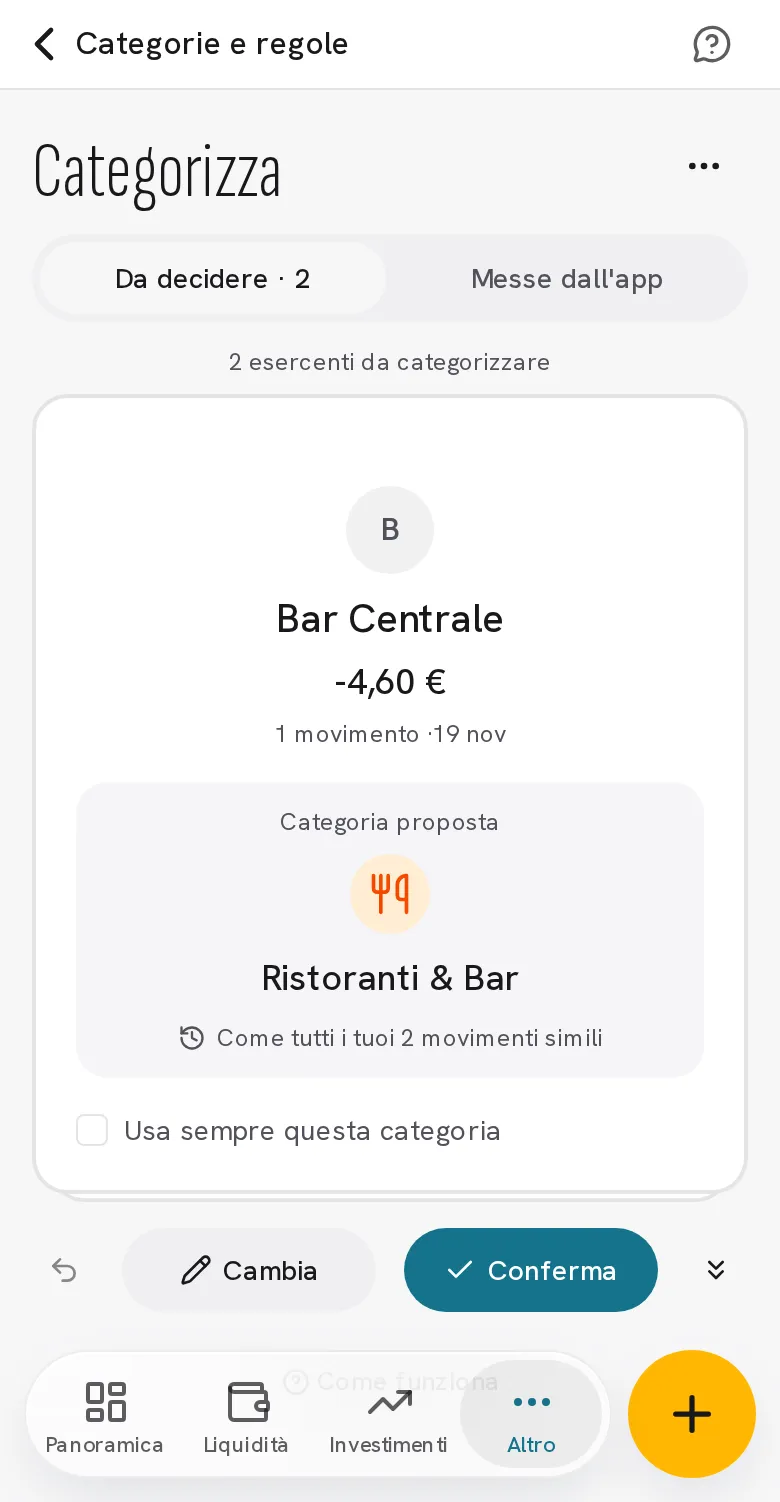 Categorie e regole
Categorizza
Da decidere · 2
Messe dall'app
2 esercenti da categorizzare
B
Bar Centrale
-4,60 €
1 movimento ·19 nov
Categoria proposta
Ristoranti & Bar
Come tutti i tuoi 2 movimenti simili
Usa sempre questa categoria
Cambia
Conferma
Come funziona
Panoramica
Liquidità
Investimenti
Altro